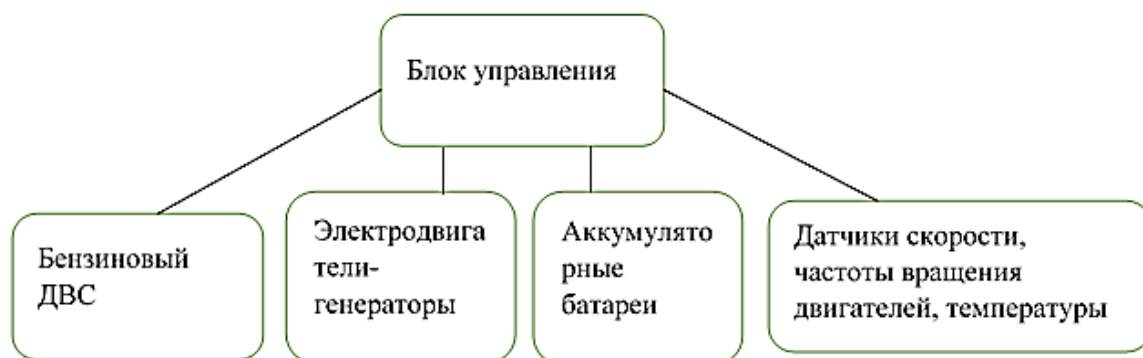 Блок управления
Бензиновый
ДВС
Электродвига
тели-
генераторы
Аккумулято
рные
батареи
Датчики скорости,
частоты вращения
двигателей, температуры